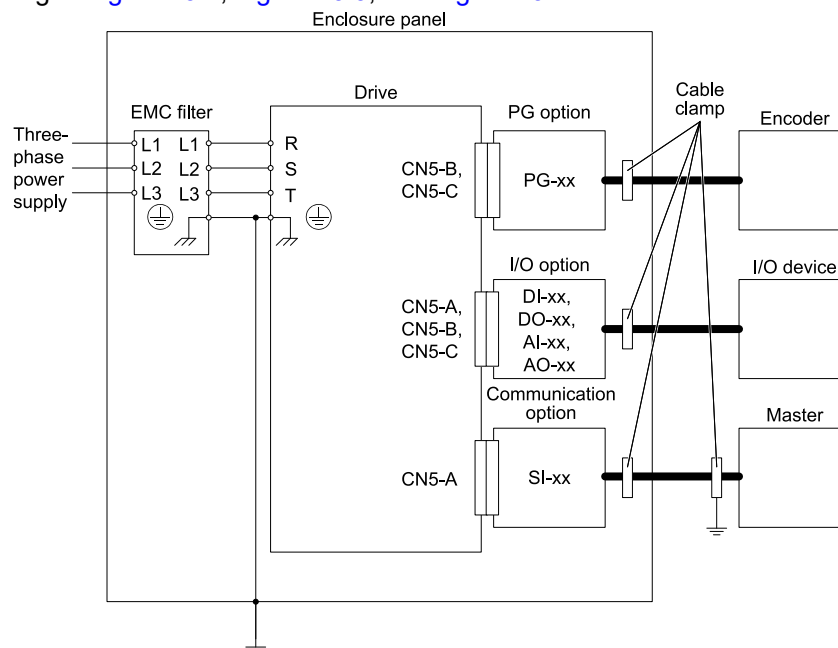 Enclosure panel
EMC filter
Drive
PG option
Cable
clamp
Encoder
Three-
phase
power
supply
L1 L1
L2 L2
L3 L3
R
S
T
CN5-B,
CN5-C
PG-xx
I/O option
I/O device
CN5-A,
CN5-B,
CN5-C
DI-xx,
DO-xx,
AI-xx,
AO-xx
Communication
option
Master
CN5-A
SI-xx